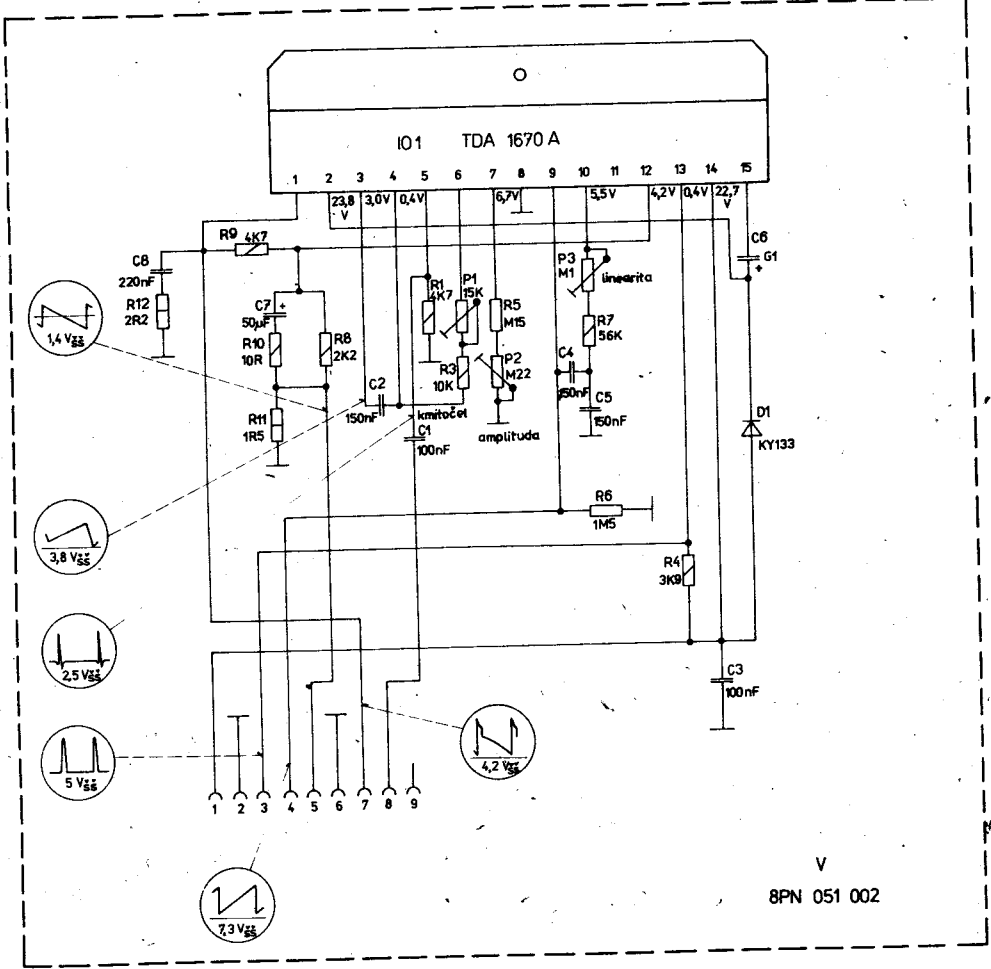 IO1 TDA 1670 A
1 2 3 4 5 6 7 8 9 10 11 12 13 14 15
23,8 V
3,0V
0,4V
6,7V
5,5V
4,2V
0,4V
22,7 V
R9 4K7
C8
220nF
R12
2R2
C7 +
50µF
R10
10R
R8
2K2
R11
1R5
C2
150nF
R1
4K7
P1
15K
R3
10K
kmitočet
C1
100nF
R5
M15
P2
M22
amplituda
P3
M1
linearita
R7
56K
C4
150nF
C5
150nF
C6
G1
+
D1
KY133
R6
1M5
R4
3K9
C3
100nF
1,4 Všš
3,8 Všš
2,5 Všš
5 Všš
4,2 Všš
7,3 Všš
1 2 3 4 5 6 7 8 9
V
8PN 051 002